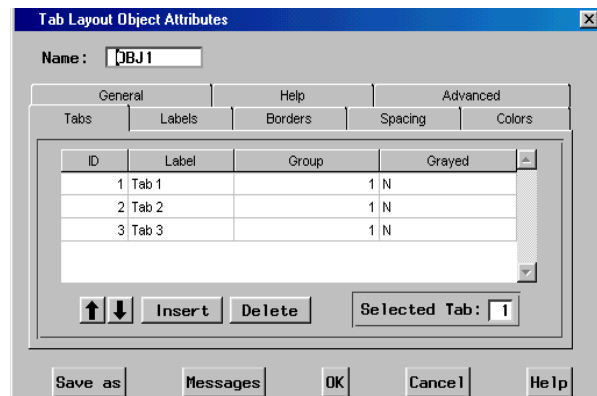 Tab Layout Object Attributes
Name: OBJ1
General Help Advanced
Tabs Labels Borders Spacing Colors
ID Label Group Grayed
1 Tab 1 1 N
2 Tab 2 1 N
3 Tab 3 1 N
Insert Delete Selected Tab: 1
Save as Messages OK Cancel Help